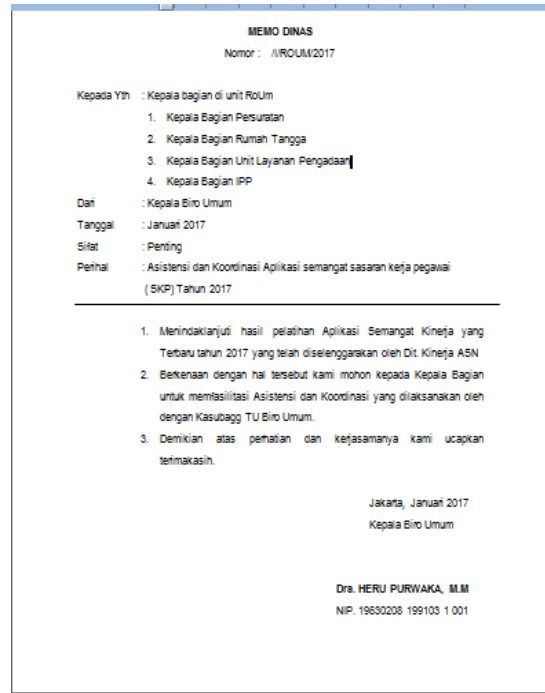 MEMO DINAS
Nomor : /I/ROUM/2017
Kepada Yth : Kepala bagian di unit RoUm
1. Kepala Bagian Persuratan
2. Kepala Bagian Rumah Tangga
3. Kepala Bagian Unit Layanan Pengadaan
4. Kepala Bagian IPP
Dari : Kepala Biro Umum
Tanggal : Januari 2017
Sifat : Penting
Perihal : Asistensi dan Koordinasi Aplikasi semangat sasaran kerja pegawai
( SKP) Tahun 2017
1. Menindaklanjuti hasil pelatihan Aplikasi Semangat Kinerja yang
Terbaru tahun 2017 yang telah diselenggarakan oleh Dit. Kinerja ASN
2. Berkenaan dengan hal tersebut kami mohon kepada Kepala Bagian
untuk memfasilitasi Asistensi dan Koordinasi yang dilaksanakan oleh
dengan Kasubagg TU Biro Umum.
3. Demikian atas perhatian dan kerjasamanya kami ucapkan
terimakasih.
Jakarta, Januari 2017
Kepala Biro Umum
Dra. HERU PURWAKA, M.M
NIP. 19630208 199103 1 001